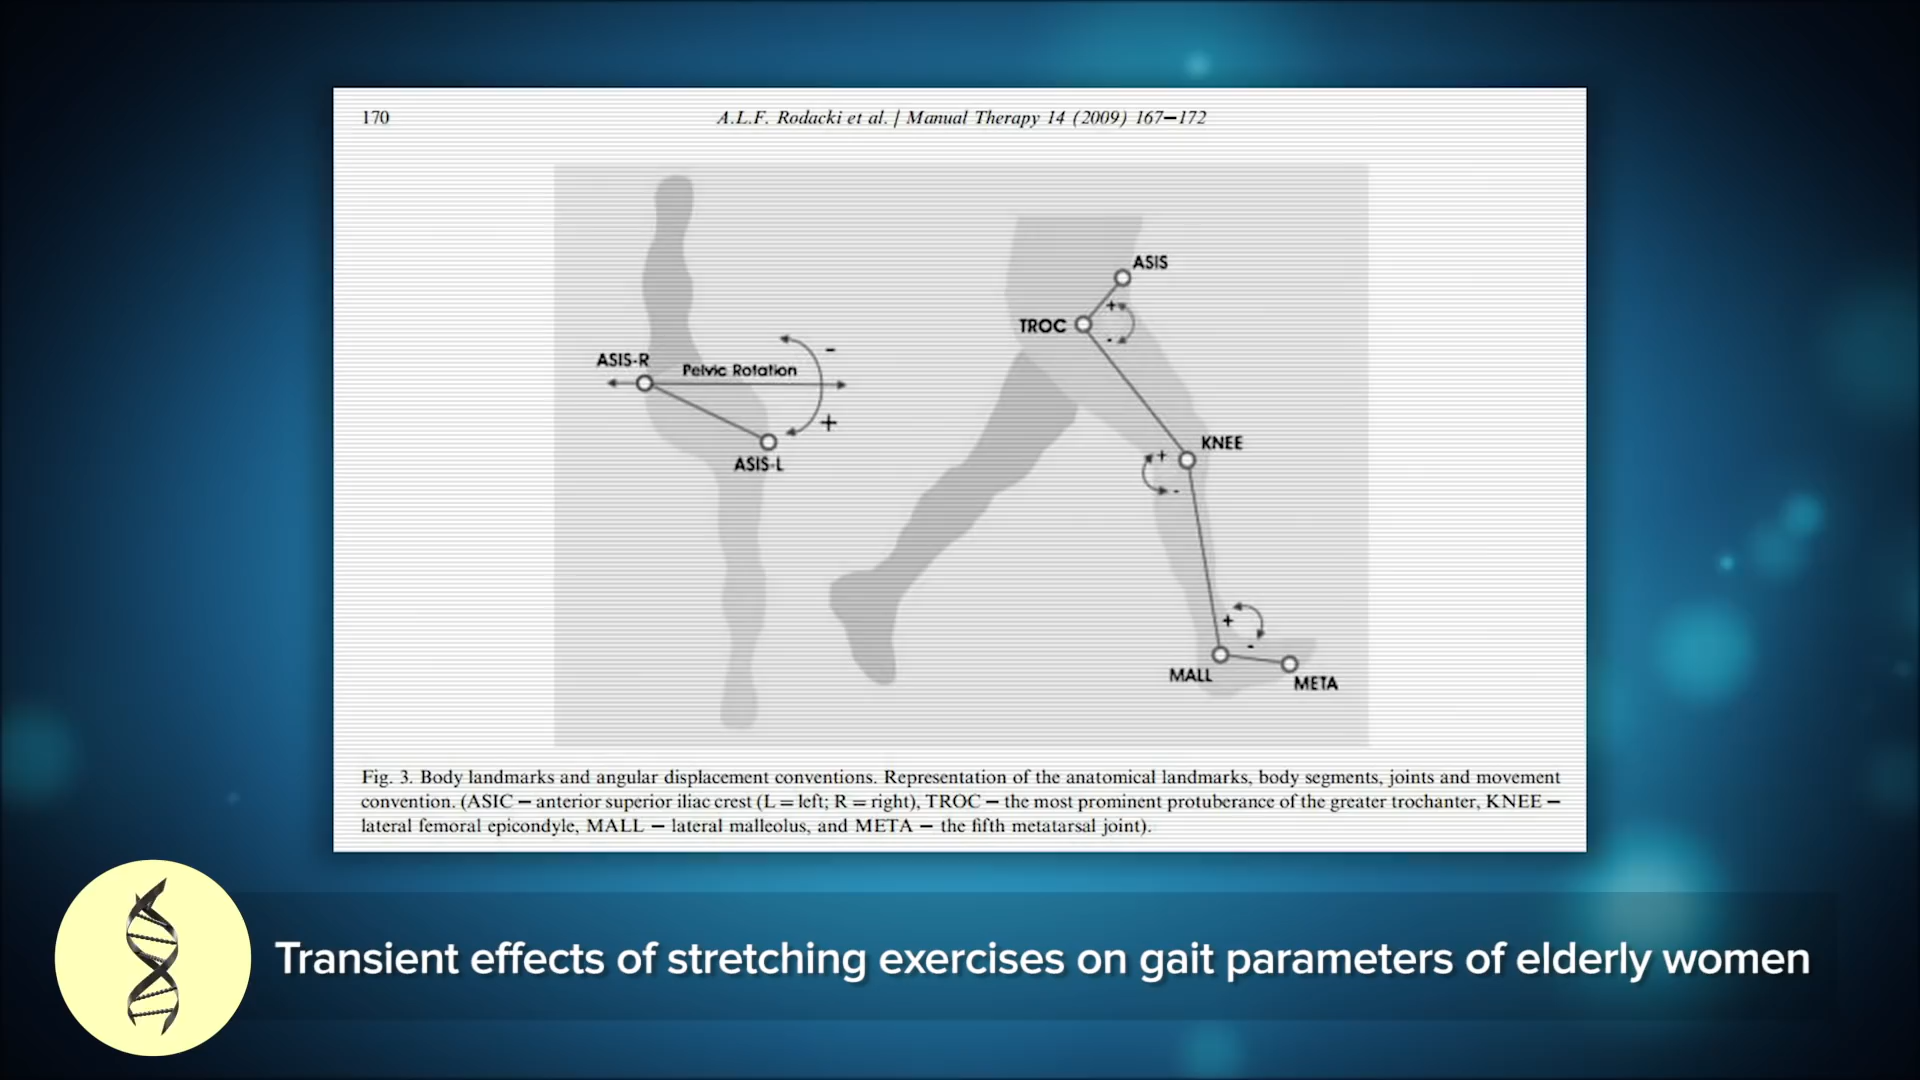 170
A.L.F. Rodacki et al. / Manual Therapy 14 (2009) 167–172
ASIS
TROC
ASIS-R
Pelvic Rotation
ASIS-L
KNEE
MALL
META
+
-
+
-
+
-
+
-
Fig. 3. Body landmarks and angular displacement conventions. Representation of the anatomical landmarks, body segments, joints and movement
convention. (ASIC – anterior superior iliac crest (L = left; R = right), TROC – the most prominent protuberance of the greater trochanter, KNEE –
lateral femoral epicondyle, MALL – lateral malleolus, and META – the fifth metatarsal joint).
Transient effects of stretching exercises on gait parameters of elderly women